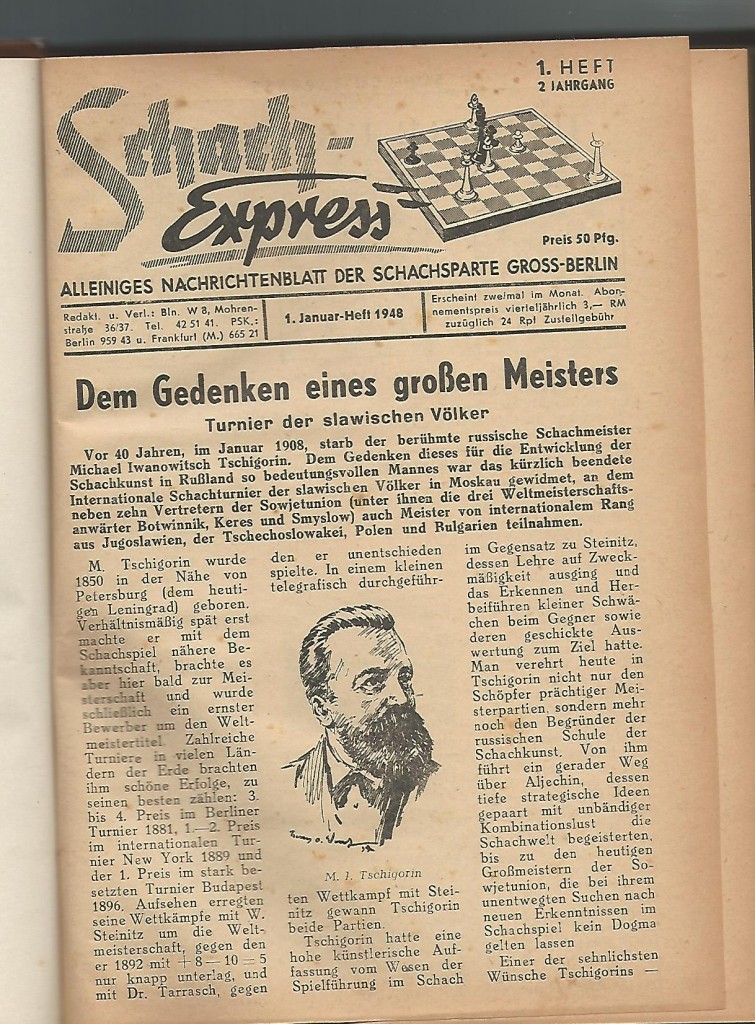 1. HEFT
2 JAHRGANG
Schach-
Express
Preis 50 Pfg.
ALLEINIGES NACHRICHTENBLATT DER SCHACHSPARTE GROSS-BERLIN
Redakt. u. Verl.: Bln. W 8, Mohren-
straße 36/37. Tel. 42 51 41. PSK.:
Berlin 959 43 u. Frankfurt (M.) 665 21
1. Januar-Heft 1948
Erscheint zweimal im Monat. Abon-
nementspreis vierteljährlich 3,— RM
zuzüglich 24 Rpf Zustellgebühr
Dem Gedenken eines großen Meisters
Turnier der slawischen Völker
Vor 40 Jahren, im Januar 1908, starb der berühmte russische Schachmeister
Michael Iwanowitsch Tschigorin. Dem Gedenken dieses für die Entwicklung der
Schachkunst in Rußland so bedeutungsvollen Mannes war das kürzlich beendete
Internationale Schachturnier der slawischen Völker in Moskau gewidmet, an dem
neben zehn Vertretern der Sowjetunion (unter ihnen die drei Weltmeisterschafts-
anwärter Botwinnik, Keres und Smyslow) auch Meister von internationalem Rang
aus Jugoslawien, der Tschechoslowakei, Polen und Bulgarien teilnahmen.
M. Tschigorin wurde
1850 in der Nähe von
Petersburg (dem heuti-
gen Leningrad) geboren.
Verhältnismäßig spät erst
machte er mit dem
Schachspiel nähere Be-
kanntschaft, brachte es
aber hier bald zur Mei-
sterschaft und wurde
schließlich ein ernster
Bewerber um den Welt-
meistertitel. Zahlreiche
Turniere in vielen Län-
dern der Erde brachten
ihm schöne Erfolge, zu
seinen besten zählen: 3.
bis 4. Preis im Berliner
Turnier 1881, 1.—2. Preis
im internationalen Tur-
nier New York 1889 und
der 1. Preis im stark be-
setzten Turnier Budapest
1896. Aufsehen erregten
seine Wettkämpfe mit W.
Steinitz um die Welt-
meisterschaft, gegen den
er 1892 mit + 8 — 10 = 5
nur knapp unterlag, und
mit Dr. Tarrasch, gegen
den er unentschieden
spielte. In einem kleinen
telegrafisch durchgeführ-
M. I. Tschigorin
ten Wettkampf mit Stei-
nitz gewann Tschigorin
beide Partien.
Tschigorin hatte eine
hohe künstlerische Auf-
fassung vom Wesen der
Spielführung im Schach
im Gegensatz zu Steinitz,
dessen Lehre auf Zweck-
mäßigkeit ausging und
das Erkennen und Her-
beiführen kleiner Schwä-
chen beim Gegner sowie
deren geschickte Aus-
wertung zum Ziel hatte.
Man verehrt heute in
Tschigorin nicht nur den
Schöpfer prächtiger Mei-
sterpartien, sondern mehr
noch den Begründer der
russischen Schule der
Schachkunst. Von ihm
führt ein gerader Weg
über Aljechin, dessen
tiefe strategische Ideen
gepaart mit unbändiger
Kombinationslust die
Schachwelt begeisterten,
bis zu den heutigen
Großmeistern der So-
wjetunion, die bei ihrem
unentwegten Suchen nach
neuen Erkenntnissen im
Schachspiel kein Dogma
gelten lassen
Einer der sehnlichsten
Wünsche Tschigorins —